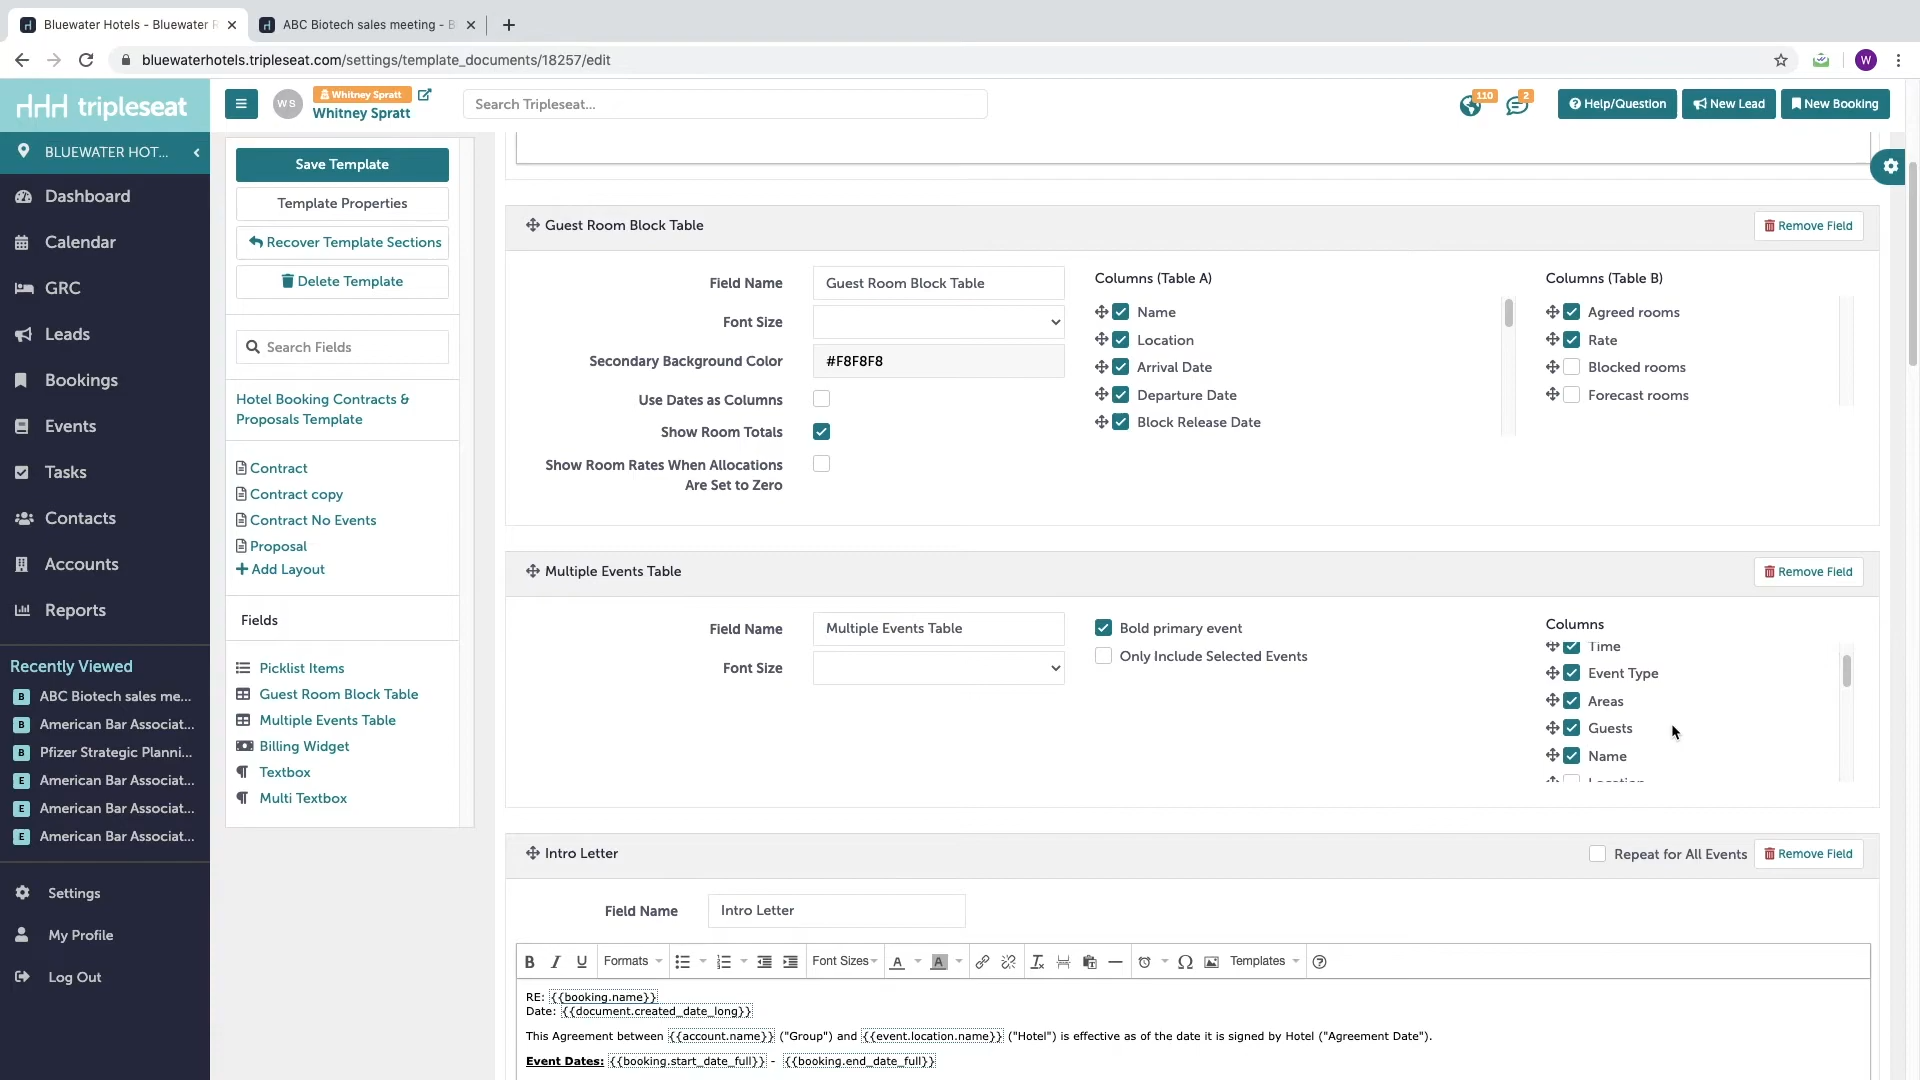 Bluewater Hotels - Bluewater R
ABC Biotech sales meeting - B
bluewaterhotels.tripleseat.com/settings/template_documents/18257/edit
W
tripleseat
WS
Whitney Spratt
Whitney Spratt
Search Tripleseat...
110
2
Help/Question
New Lead
New Booking
BLUEWATER HOT...
Dashboard
Calendar
GRC
Leads
Bookings
Events
Tasks
Contacts
Accounts
Reports
Recently Viewed
B ABC Biotech sales me...
B American Bar Associat...
B Pfizer Strategic Planni...
E American Bar Associat...
E American Bar Associat...
E American Bar Associat...
Settings
My Profile
Log Out
Save Template
Template Properties
Recover Template Sections
Delete Template
Search Fields
Hotel Booking Contracts &
Proposals Template
Contract
Contract copy
Contract No Events
Proposal
Add Layout
Fields
Picklist Items
Guest Room Block Table
Multiple Events Table
Billing Widget
Textbox
Multi Textbox
Guest Room Block Table
Remove Field
Field Name
Guest Room Block Table
Font Size
Secondary Background Color
#F8F8F8
Use Dates as Columns
Show Room Totals
Show Room Rates When Allocations
Are Set to Zero
Columns (Table A)
Name
Location
Arrival Date
Departure Date
Block Release Date
Columns (Table B)
Agreed rooms
Rate
Blocked rooms
Forecast rooms
Multiple Events Table
Remove Field
Field Name
Multiple Events Table
Font Size
Bold primary event
Only Include Selected Events
Columns
Time
Event Type
Areas
Guests
Name
Location
Intro Letter
Repeat for All Events
Remove Field
Field Name
Intro Letter
B I U Formats Font Sizes A A Templates
RE: {{booking.name}}
Date: {{document.created_date_long}}
This Agreement between {{account.name}} ("Group") and {{event.location.name}} ("Hotel") is effective as of the date it is signed by Hotel ("Agreement Date").
Event Dates: {{booking.start_date_full}} - {{booking.end_date_full}}